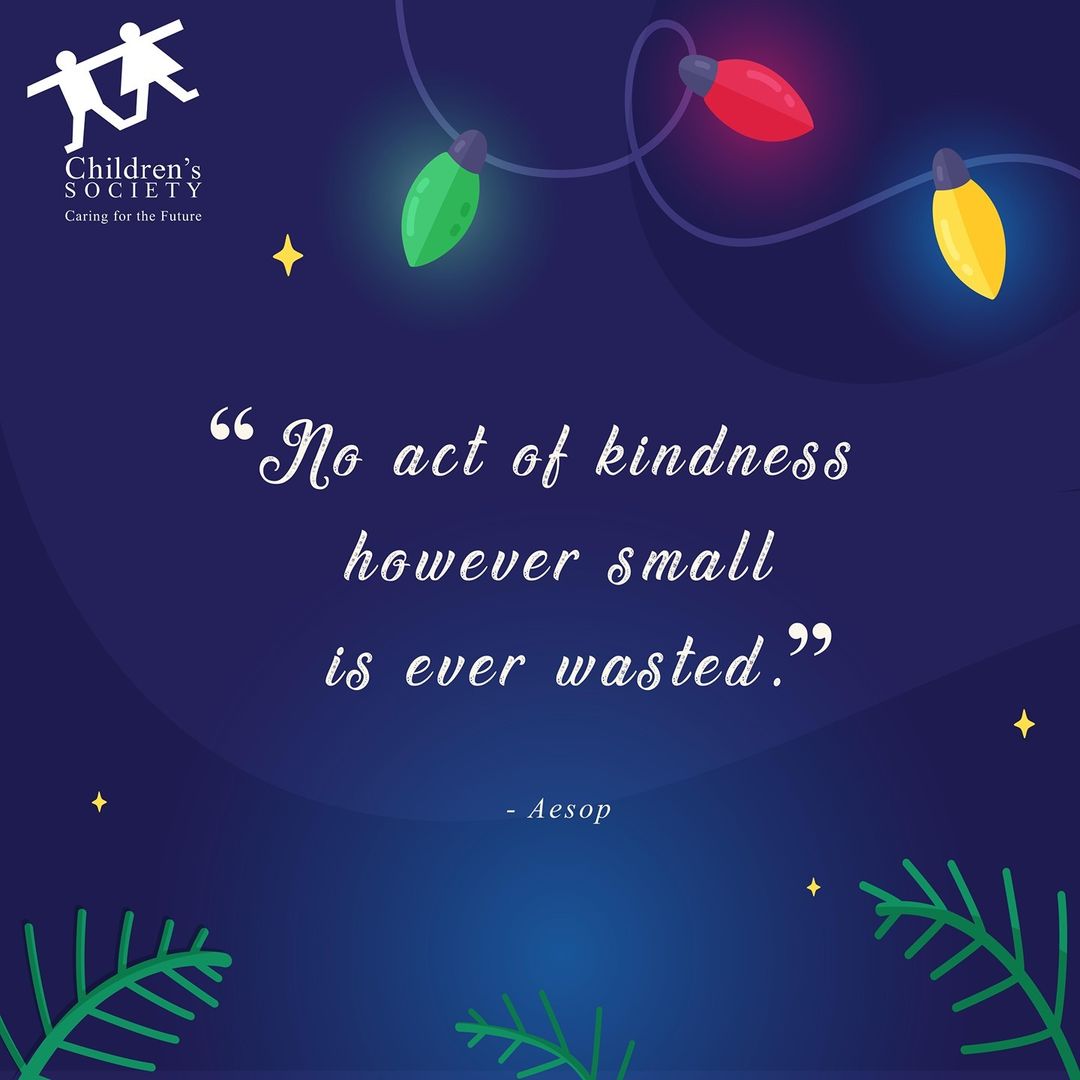 Children's
SOCIETY
Caring for the Future
“No act of kindness
however small
is ever wasted.”
- Aesop